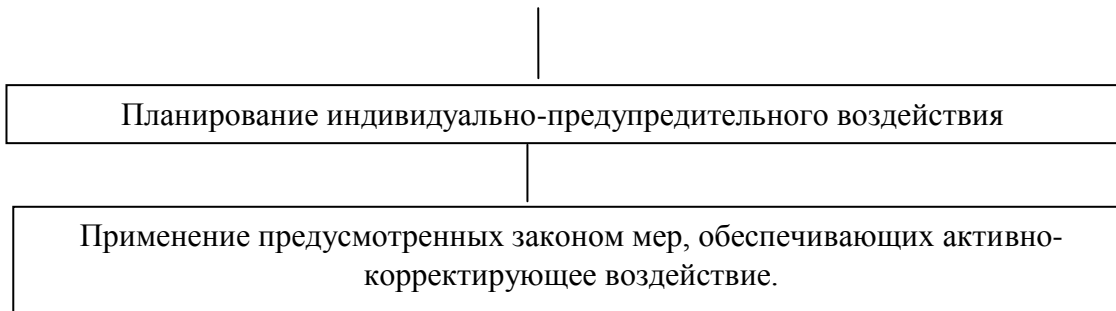 Планирование индивидуально-предупредительного воздействия
Применение предусмотренных законом мер, обеспечивающих активно-
корректирующее воздействие.